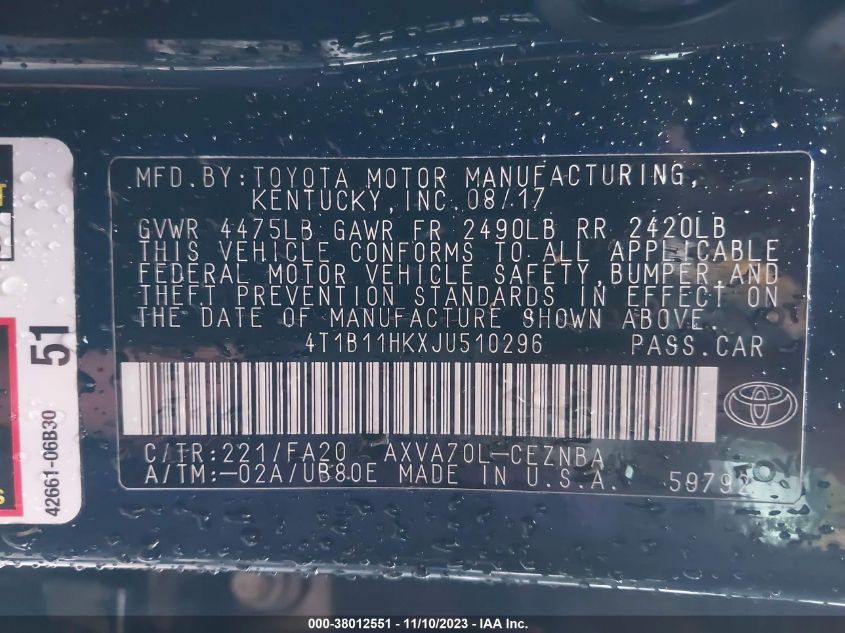 MFD. BY: TOYOTA MOTOR MANUFACTURING,
KENTUCKY, INC. 08/17
GVWR 4475LB GAWR FR 2490LB RR 2420LB
THIS VEHICLE CONFORMS TO ALL APPLICABLE
FEDERAL MOTOR VEHICLE SAFETY, BUMPER AND
THEFT PREVENTION STANDARDS IN EFFECT ON
THE DATE OF MANUFACTURE SHOWN ABOVE.
4T1B11HKXJU510296 PASS. CAR
C/TR: 221/FA20 AXVA70L-CEZNBA
A/TM: -02A/UB80E MADE IN U.S.A. 59792
51
42661-06B30
000-38012551 - 11/10/2023 - IAA Inc.